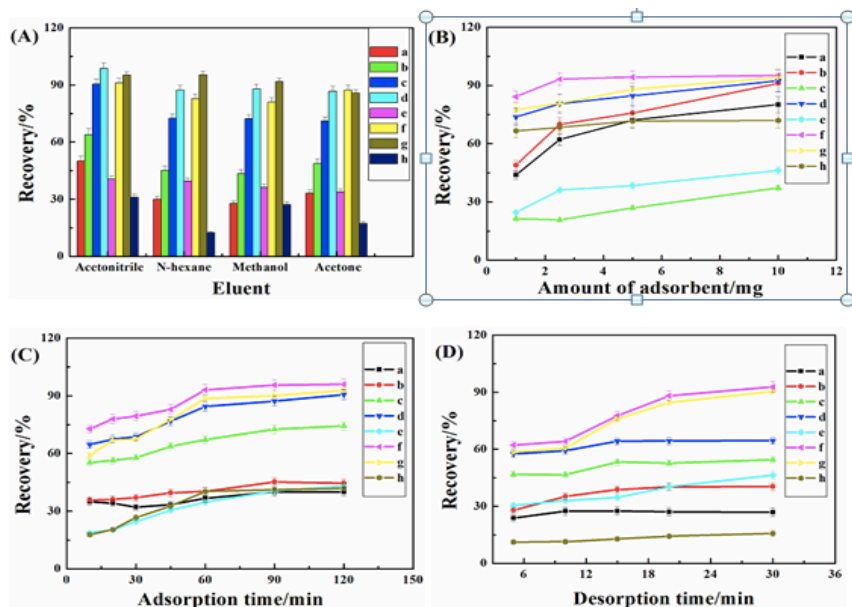 (A)
120
90
60
30
0
Recovery/%
a
b
c
d
e
f
g
h
Acetonitrile N-hexane Methanol Acetone
Eluent
(B)
120
90
60
30
0
Recovery/%
a
b
c
d
e
f
g
h
0 2 4 6 8 10 12
Amount of adsorbent/mg
(C)
120
90
60
30
0
Recovery/%
a
b
c
d
e
f
g
h
0 30 60 90 120 150
Adsorption time/min
(D)
120
90
60
30
0
Recovery/%
a
b
c
d
e
f
g
h
6 12 18 24 30 36
Desorption time/min